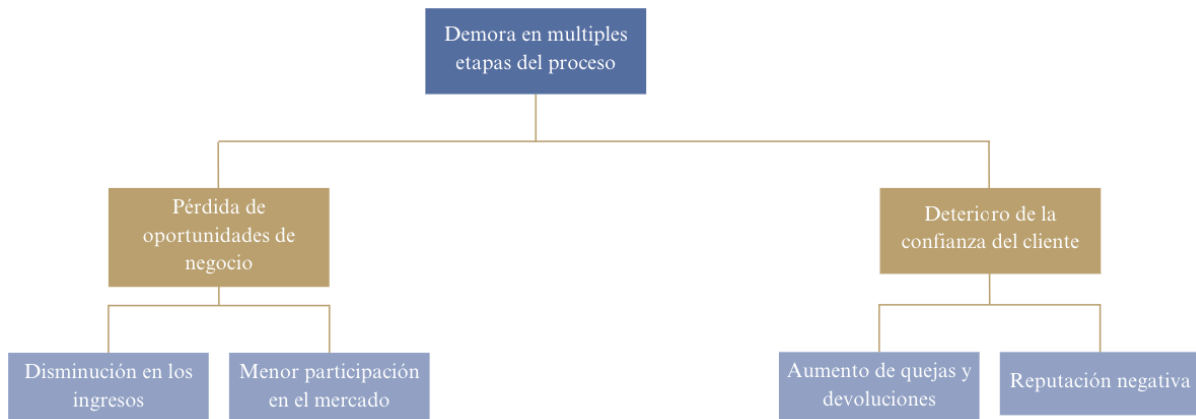 Demora en multiples
etapas del proceso
Pérdida de
oportunidades de
negocio
Deterioro de la
confianza del cliente
Disminución en los
ingresos
Menor participación
en el mercado
Aumento de quejas y
devoluciones
Reputación negativa